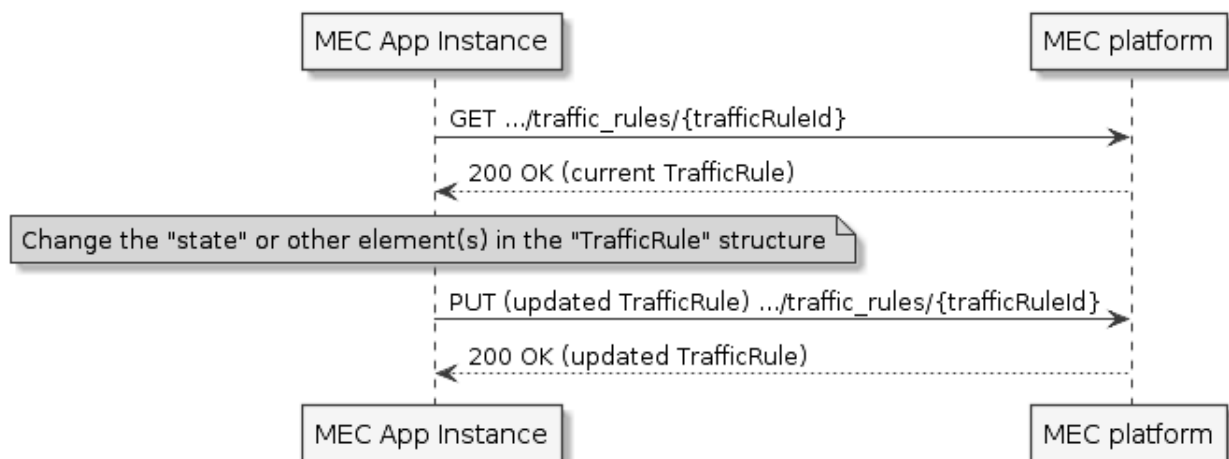 MEC App Instance
MEC platform
GET .../traffic_rules/{trafficRuleId}
200 OK (current TrafficRule)
Change the "state" or other element(s) in the "TrafficRule" structure
PUT (updated TrafficRule) .../traffic_rules/{trafficRuleId}
200 OK (updated TrafficRule)
MEC App Instance
MEC platform